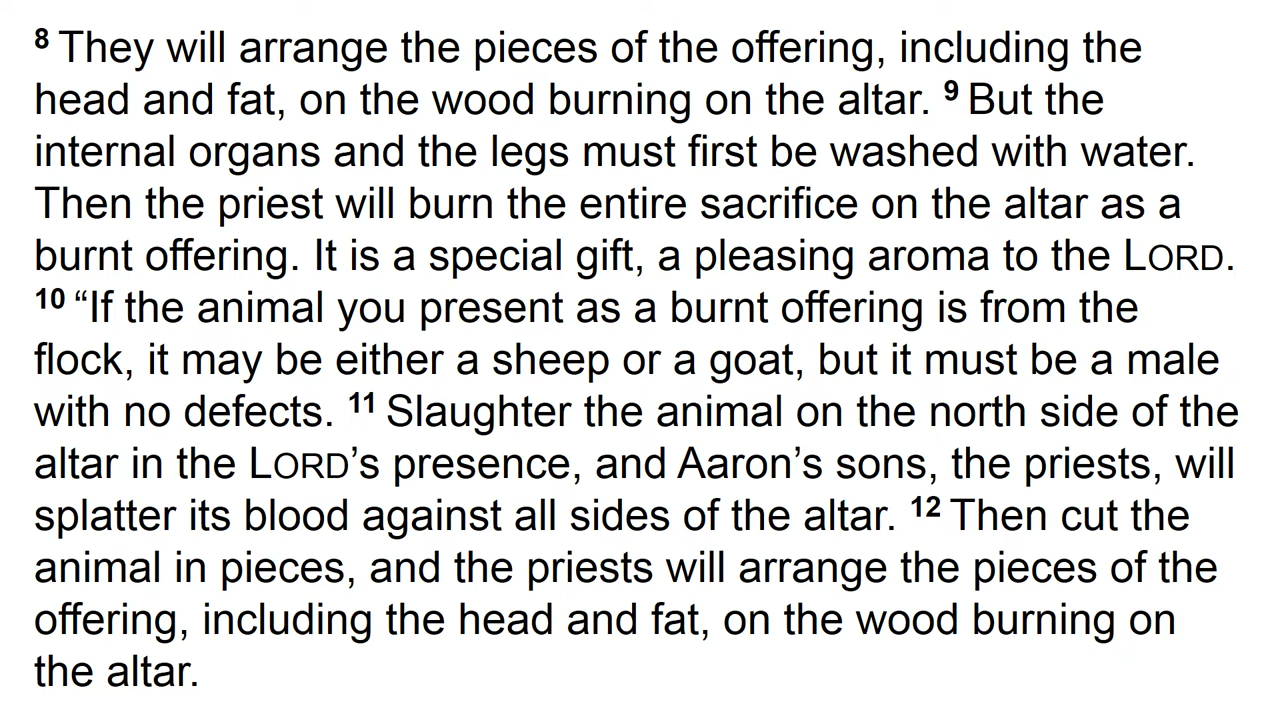 8 They will arrange the pieces of the offering, including the
head and fat, on the wood burning on the altar. 9 But the
internal organs and the legs must first be washed with water.
Then the priest will burn the entire sacrifice on the altar as a
burnt offering. It is a special gift, a pleasing aroma to the LORD.
10 “If the animal you present as a burnt offering is from the
flock, it may be either a sheep or a goat, but it must be a male
with no defects. 11 Slaughter the animal on the north side of the
altar in the LORD’s presence, and Aaron’s sons, the priests, will
splatter its blood against all sides of the altar. 12 Then cut the
animal in pieces, and the priests will arrange the pieces of the
offering, including the head and fat, on the wood burning on
the altar.